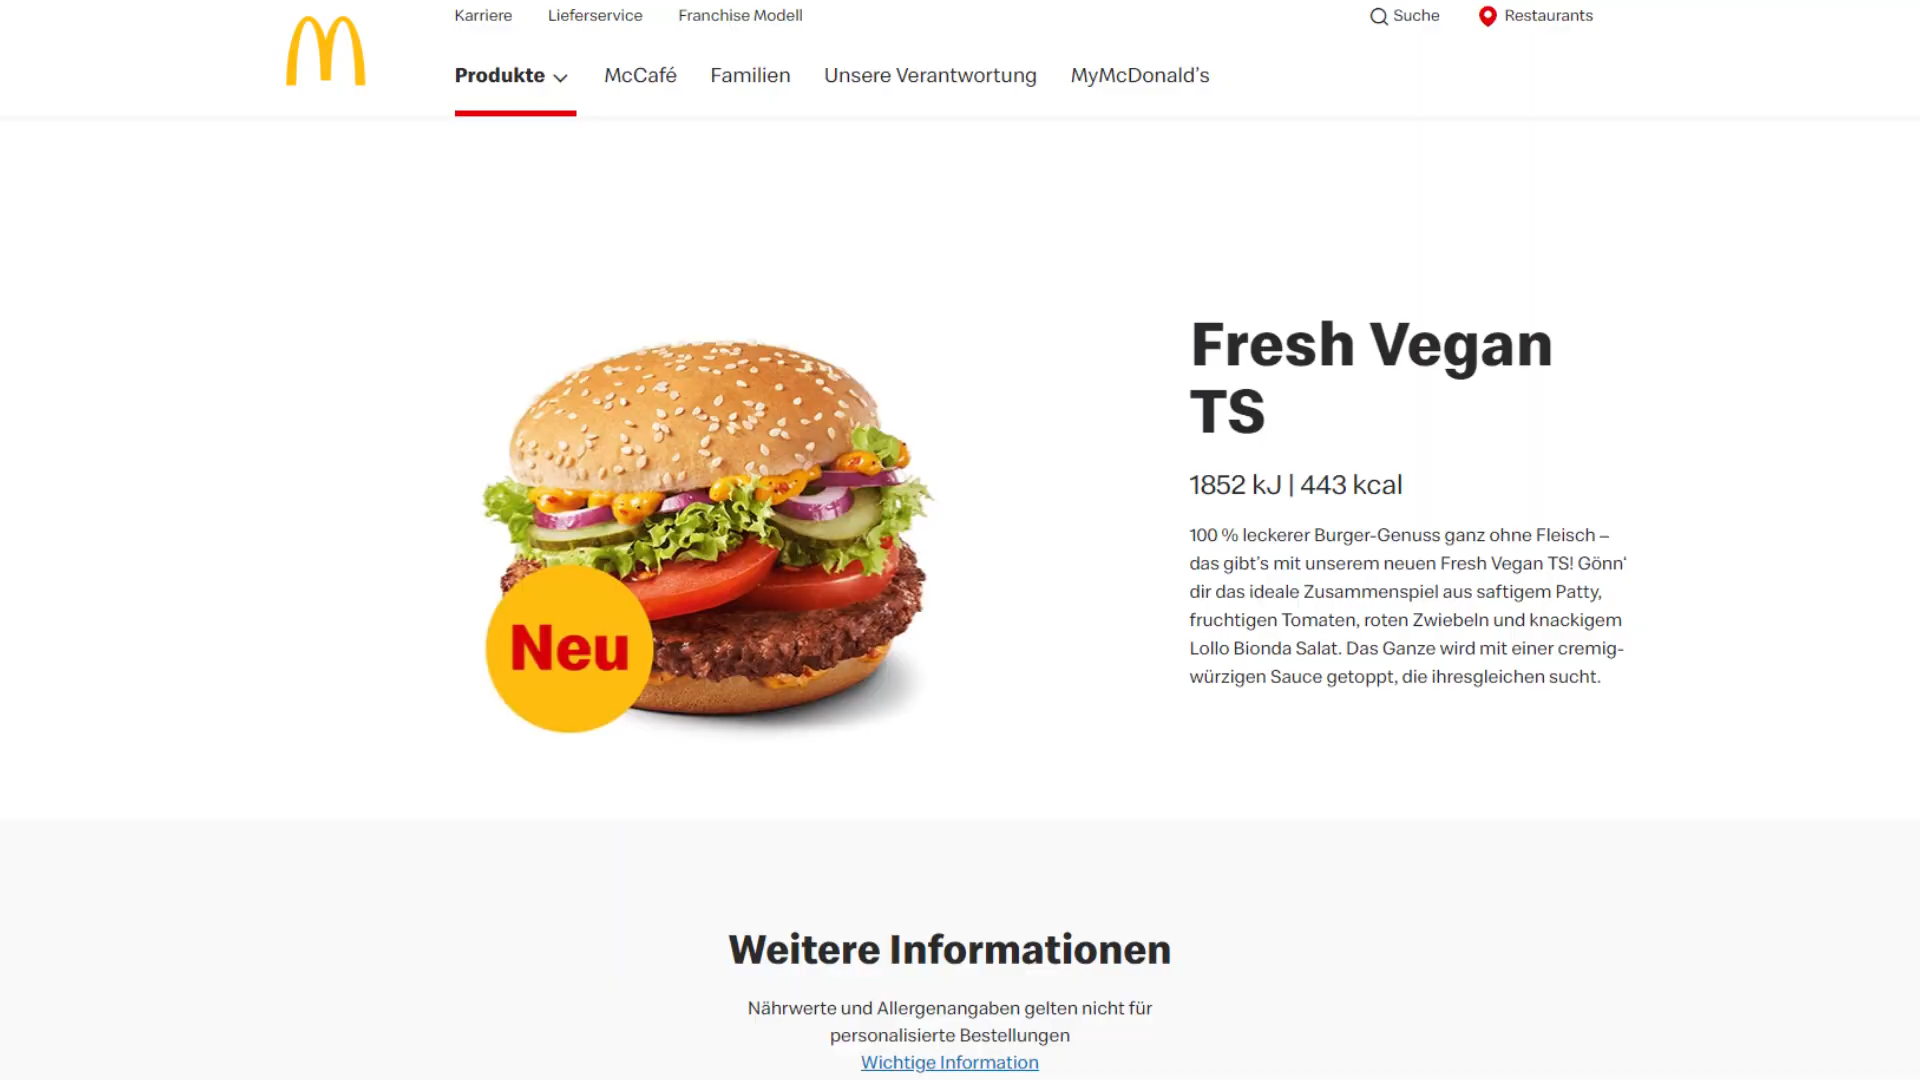 Karriere Lieferservice Franchise Modell Suche Restaurants
Produkte McCafé Familien Unsere Verantwortung MyMcDonald's
Fresh Vegan
TS
1852 kJ | 443 kcal
100 % leckerer Burger-Genuss ganz ohne Fleisch –
das gibt's mit unserem neuen Fresh Vegan TS! Gönn'
dir das ideale Zusammenspiel aus saftigem Patty,
fruchtigen Tomaten, roten Zwiebeln und knackigem
Lollo Bionda Salat. Das Ganze wird mit einer cremig-
würzigen Sauce getoppt, die ihresgleichen sucht.
Neu
Weitere Informationen
Nährwerte und Allergenangaben gelten nicht für
personalisierte Bestellungen
Wichtige Information